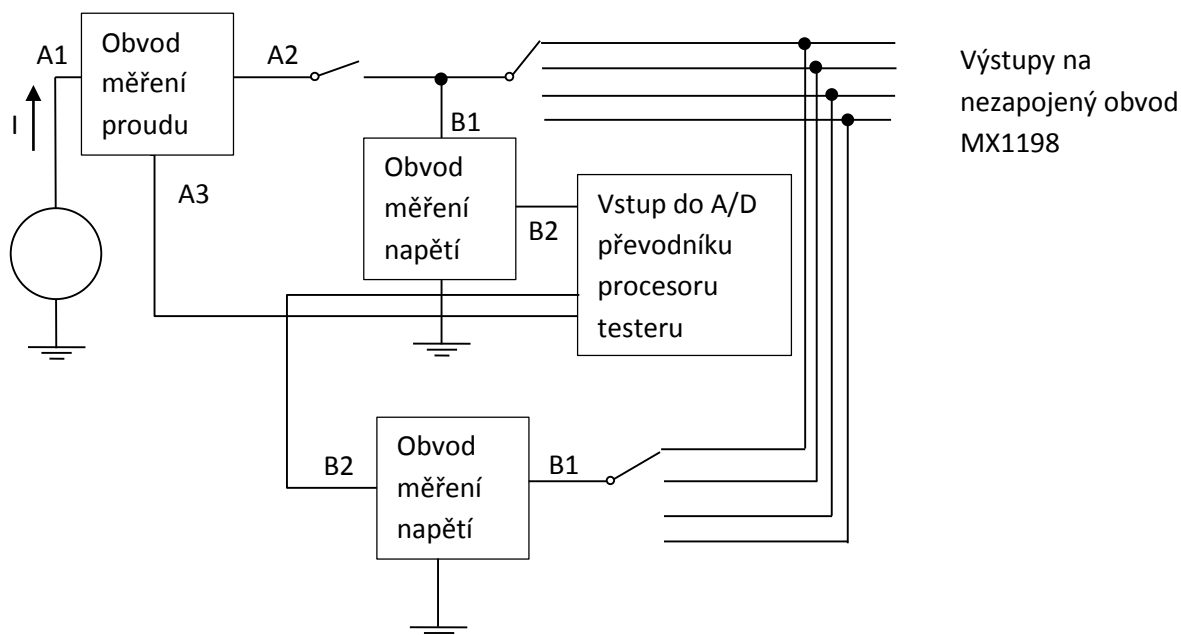 A1
Obvod
měření
proudu
A2
I
A3
B1
Obvod
měření
napětí
B2
Vstup do A/D
převodníku
procesoru
testeru
Výstupy na
nezapojený obvod
MX1198
B2
Obvod
měření
napětí
B1